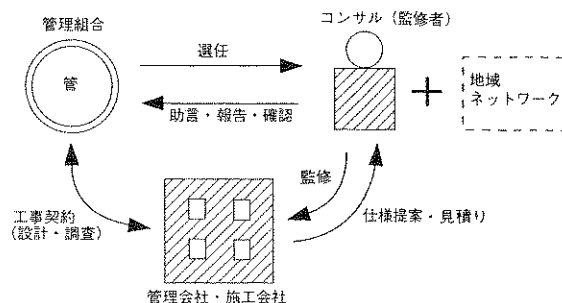 管理組合
管
選任
助言・報告・確認
コンサル(監修者)
地域
ネットワーク
監修
工事契約
(設計・調査)
仕様提案・見積り
管理会社・施工会社